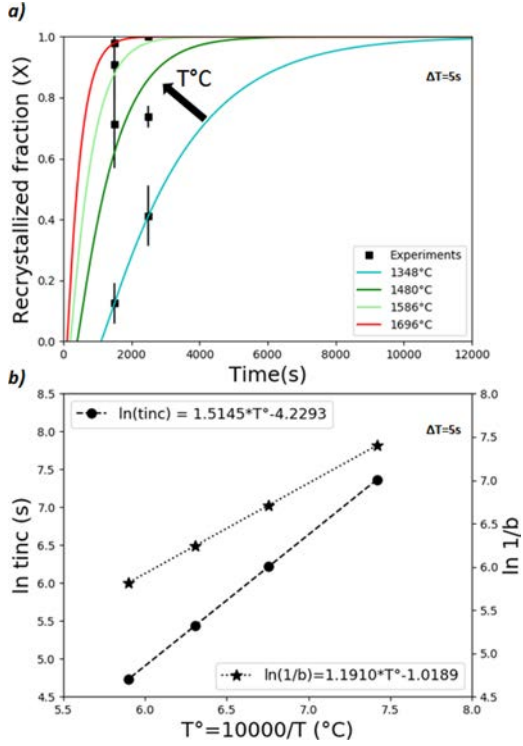 a)
1.0
0.8
0.6
0.4
0.2
0.0
Recrystallized fraction (X)
T°C
ΔT=5s
Experiments
1348°C
1480°C
1586°C
1696°C
0 2000 4000 6000 8000 10000 12000
Time(s)
b)
8.5
8.0
7.5
7.0
6.5
6.0
5.5
5.0
4.5
ln tinc (s)
ln(tinc) = 1.5145*T°-4.2293
ΔT=5s
ln(1/b)=1.1910*T°-1.0189
7.5
7.0
6.5
6.0
5.5
5.0
4.5
ln 1/b
5.5 6.0 6.5 7.0 7.5 8.0
T°=10000/T (°C)